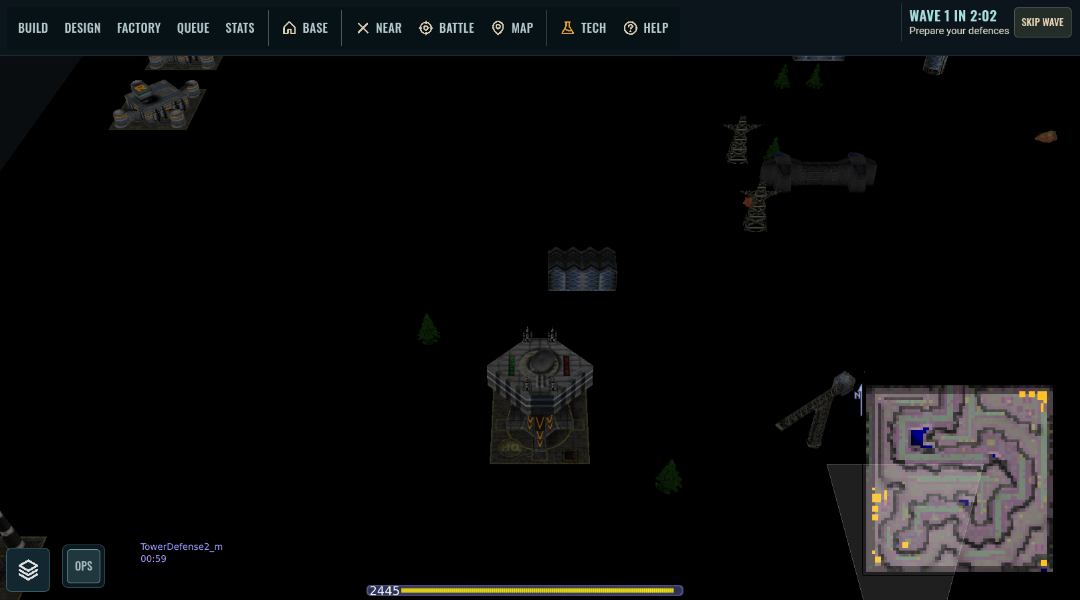 BUILD DESIGN FACTORY QUEUE STATS BASE NEAR BATTLE MAP TECH HELP
WAVE 1 IN 2:02
Prepare your defences
SKIP WAVE
N
HQ
OPS
TowerDefense2_m
00:59
2445